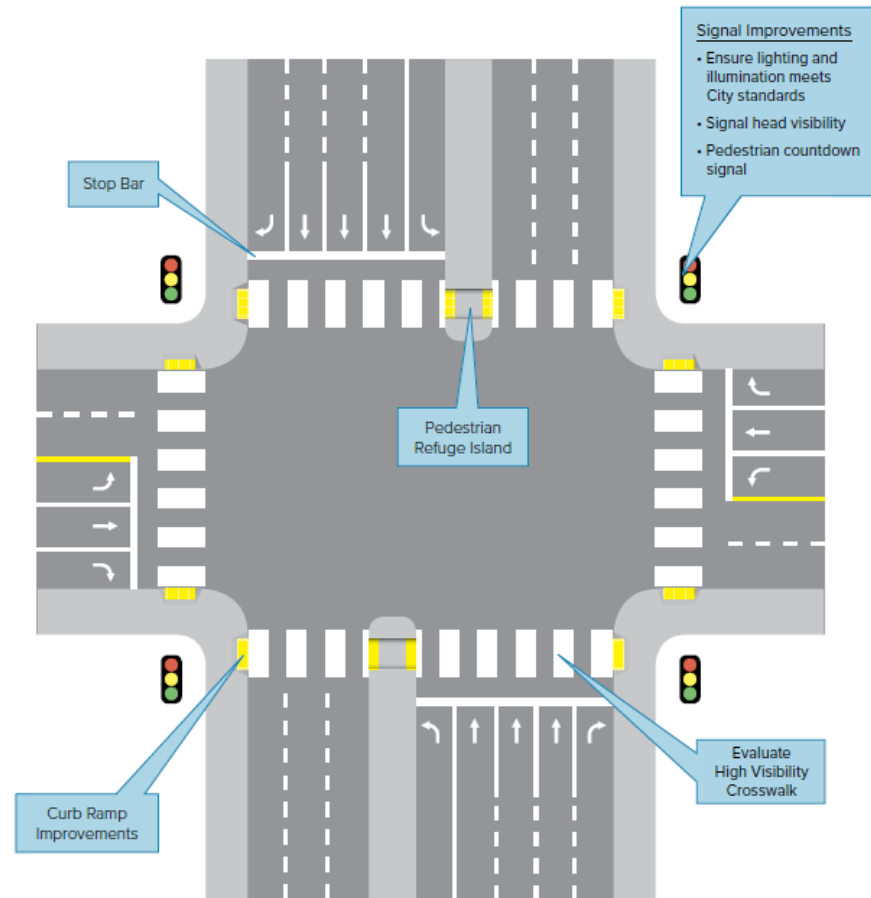 Signal Improvements
• Ensure lighting and
illumination meets
City standards
• Signal head visibility
• Pedestrian countdown
signal
Stop Bar
Pedestrian
Refuge Island
Evaluate
High Visibility
Crosswalk
Curb Ramp
Improvements